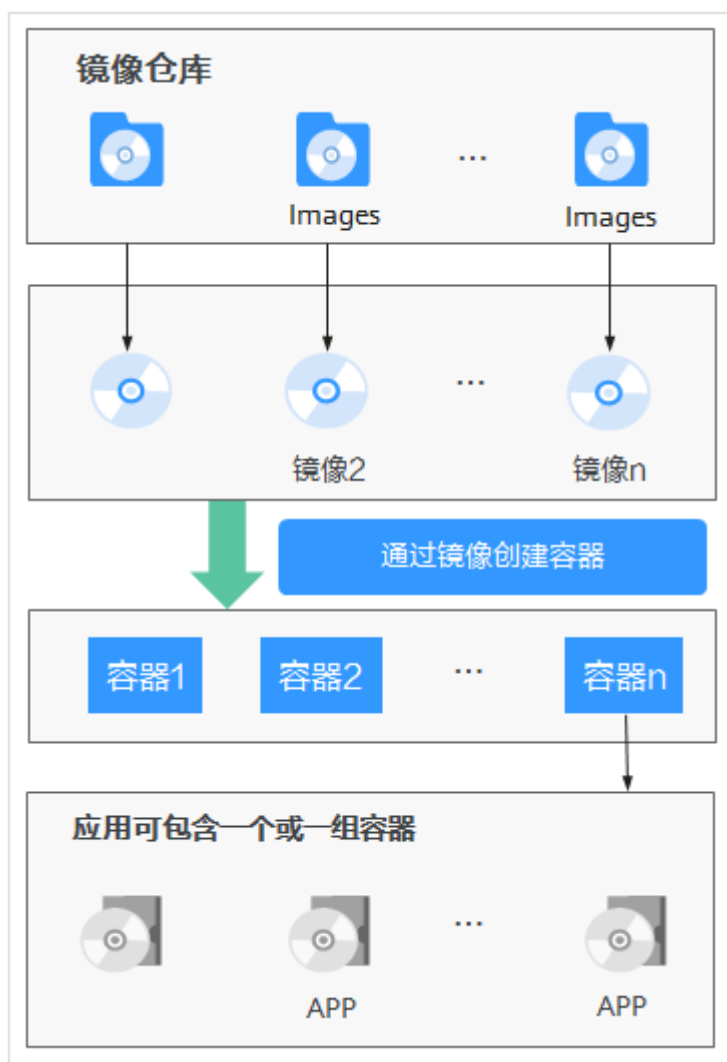 镜像仓库
...
Images
Images
...
镜像2
镜像n
通过镜像创建容器
容器1
容器2
...
容器n
应用可包含一个或一组容器
...
APP
APP